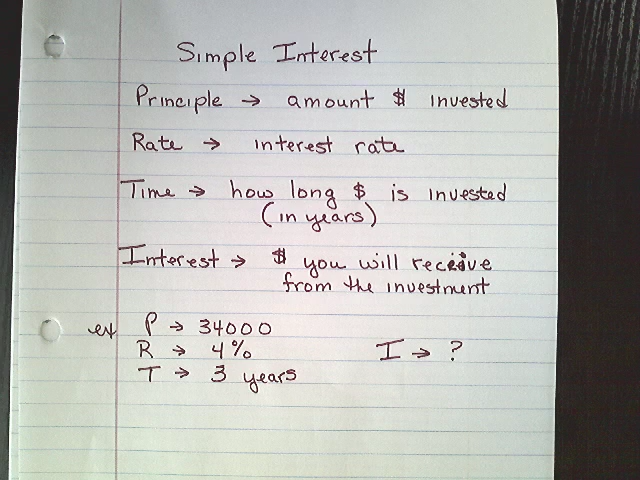 Simple Interest
Principle → amount $ invested
Rate → interest rate
Time → how long $ is invested
(in years)
Interest → $ you will receive
from the investment
ex P → 34000
R → 4% I → ?
T → 3 years